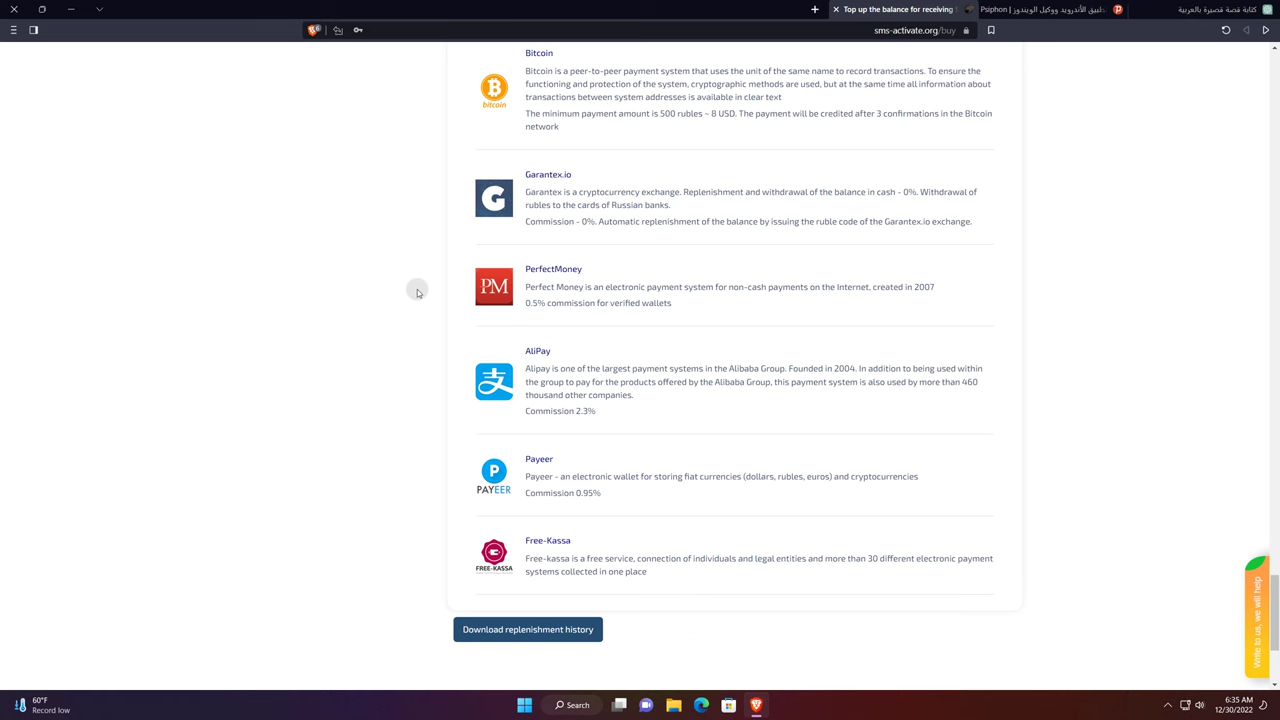 Top up the balance for receiving S
Psiphon | تطبيق الأندرويد ووكيل الويندوز
كتابة قصة قصيرة بالعربية
6
sms-activate.org/buy
Bitcoin
Bitcoin is a peer-to-peer payment system that uses the unit of the same name to record transactions. To ensure the
functioning and protection of the system, cryptographic methods are used, but at the same time all information about
transactions between system addresses is available in clear text
The minimum payment amount is 500 rubles ~ 8 USD. The payment will be credited after 3 confirmations in the Bitcoin
network
bitcoin
Garantex.io
Garantex is a cryptocurrency exchange. Replenishment and withdrawal of the balance in cash - 0%. Withdrawal of
rubles to the cards of Russian banks.
Commission - 0%. Automatic replenishment of the balance by issuing the ruble code of the Garantex.io exchange.
G
PerfectMoney
Perfect Money is an electronic payment system for non-cash payments on the Internet, created in 2007
0.5% commission for verified wallets
PM
AliPay
Alipay is one of the largest payment systems in the Alibaba Group. Founded in 2004. In addition to being used within
the group to pay for the products offered by the Alibaba Group, this payment system is also used by more than 460
thousand other companies.
Commission 2.3%
支
Payeer
Payeer - an electronic wallet for storing fiat currencies (dollars, rubles, euros) and cryptocurrencies
Commission 0.95%
P
PAYEER
Free-Kassa
Free-kassa is a free service, connection of individuals and legal entities and more than 30 different electronic payment
systems collected in one place
FREE-KASSA
Download replenishment history
Write to us, we will help
60°F
Record low
Search
6:35 AM
12/30/2022